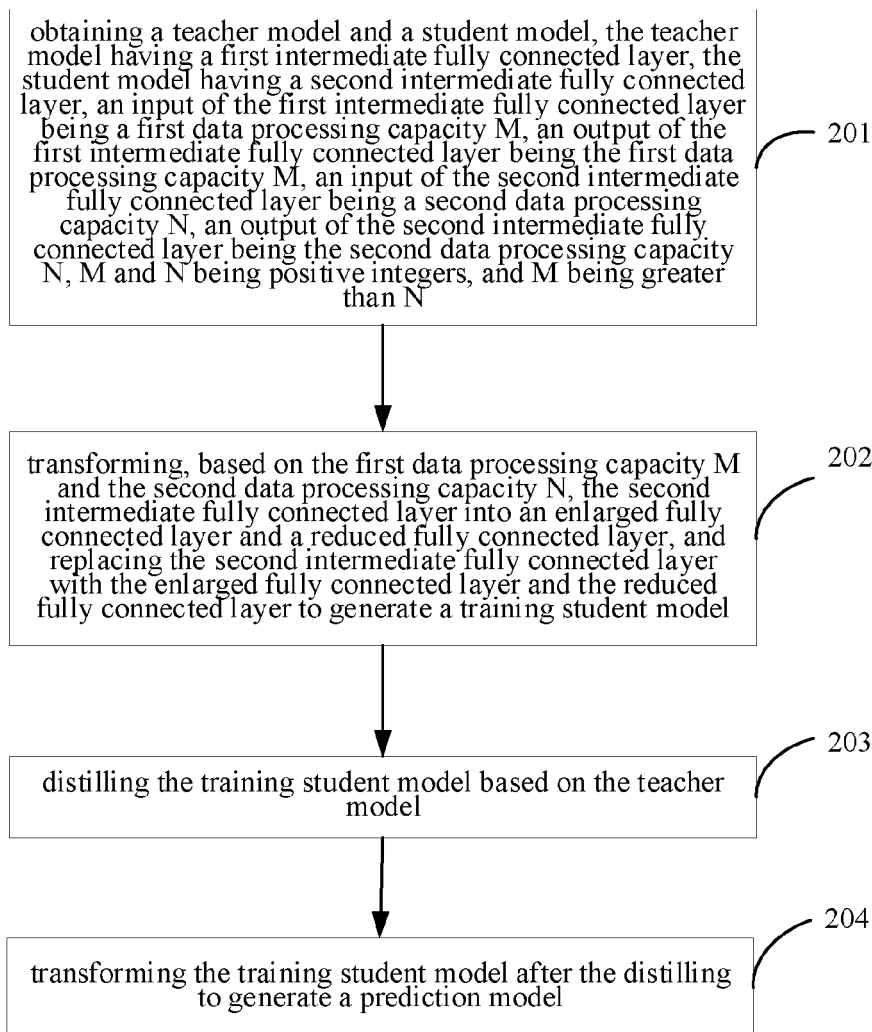 obtaining a teacher model and a student model, the teacher
model having a first intermediate fully connected layer, the
student model having a second intermediate fully connected
layer, an input of the first intermediate fully connected layer
being a first data processing capacity M, an output of the
first intermediate fully connected layer being the first data
processing capacity M, an input of the second intermediate
fully connected layer being a second data processing
capacity N, an output of the second intermediate fully
connected layer being the second data processing capacity
N, M and N being positive integers, and M being greater
than N
201
transforming, based on the first data processing capacity M
and the second data processing capacity N, the second
intermediate fully connected layer into an enlarged fully
connected layer and a reduced fully connected layer, and
replacing the second intermediate fully connected layer
with the enlarged fully connected layer and the reduced
fully connected layer to generate a training student model
202
distilling the training student model based on the teacher
model
203
transforming the training student model after the distilling
to generate a prediction model
204